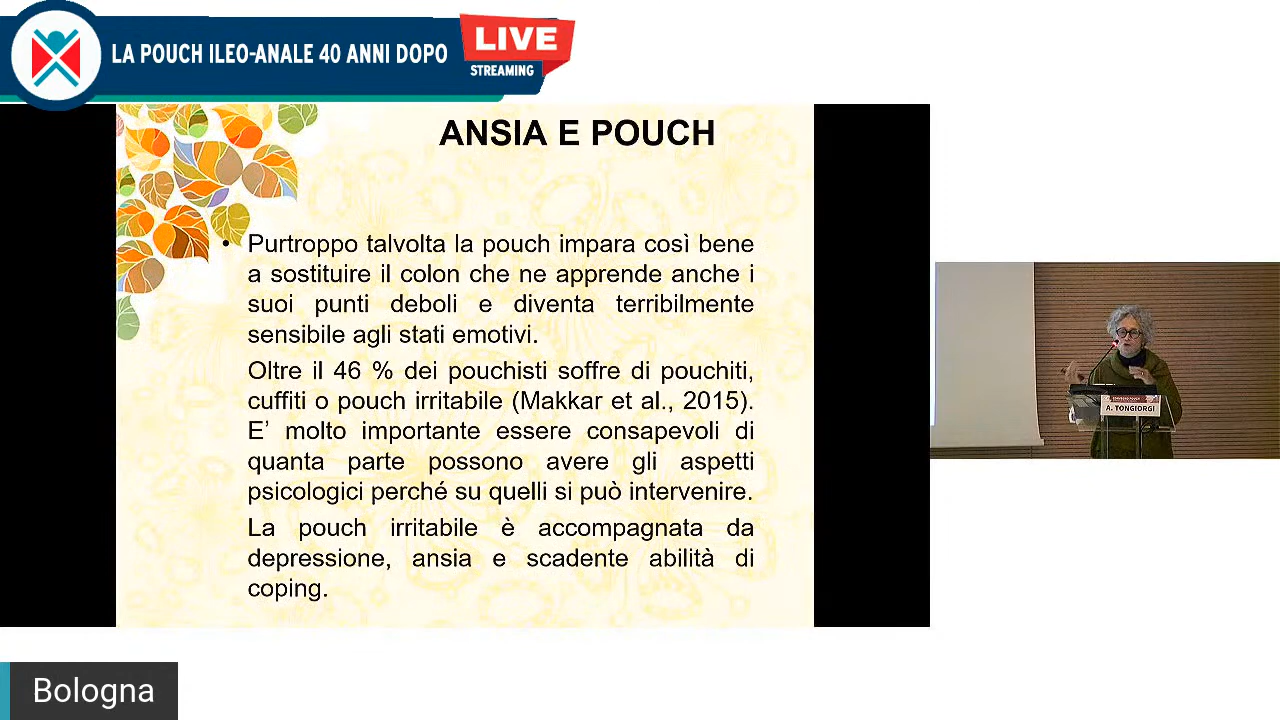 LA POUCH ILEO-ANALE 40 ANNI DOPO
LIVE
STREAMING
ANSIA E POUCH
• Purtroppo talvolta la pouch impara così bene
a sostituire il colon che ne apprende anche i
suoi punti deboli e diventa terribilmente
sensibile agli stati emotivi.
Oltre il 46 % dei pouchisti soffre di pouchiti,
cuffiti o pouch irritabile (Makkar et al., 2015).
E' molto importante essere consapevoli di
quanta parte possono avere gli aspetti
psicologici perché su quelli si può intervenire.
La pouch irritabile è accompagnata da
depressione, ansia e scadente abilità di
coping.
A. TONGIORGI
Bologna